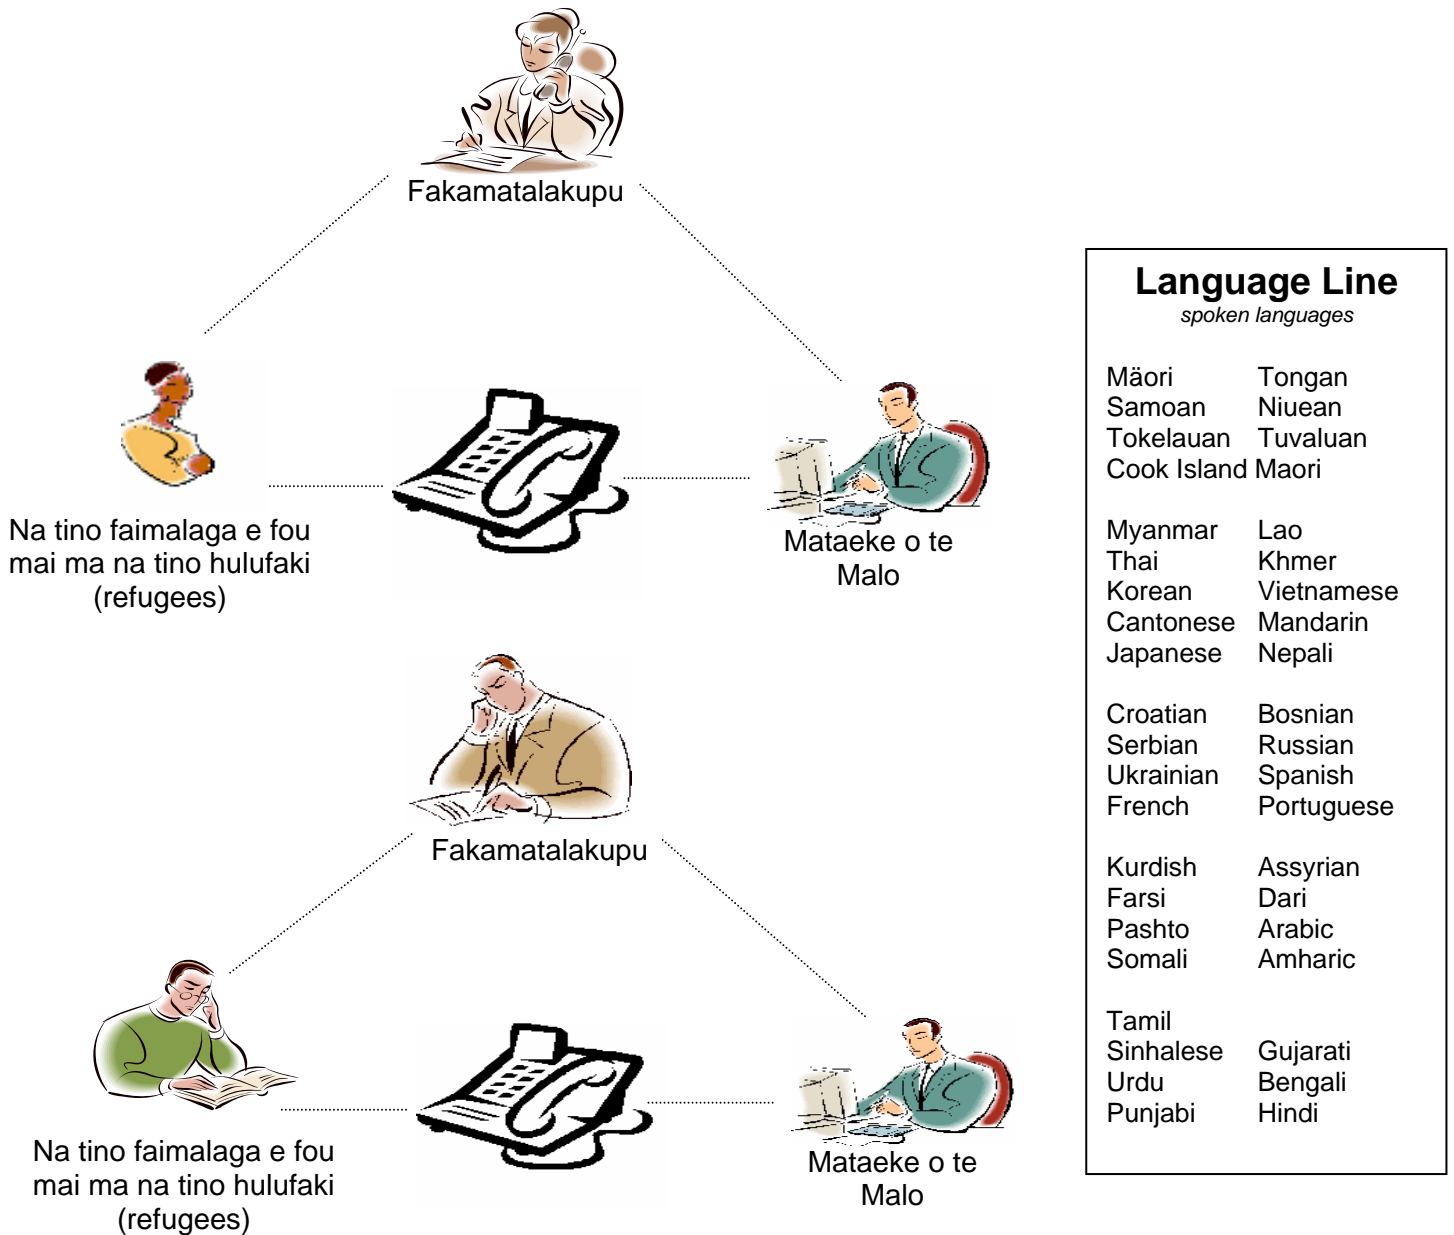 Fakamatalakupu
Na tino faimalaga e fou
mai ma na tino hulufaki
(refugees)
Mataeke o te
Malo
Fakamatalakupu
Na tino faimalaga e fou
mai ma na tino hulufaki
(refugees)
Mataeke o te
Malo
Language Line
spoken languages
Mäori Tongan
Samoan Niuean
Tokelauan Tuvaluan
Cook Island Maori
Myanmar Lao
Thai Khmer
Korean Vietnamese
Cantonese Mandarin
Japanese Nepali
Croatian Bosnian
Serbian Russian
Ukrainian Spanish
French Portuguese
Kurdish Assyrian
Farsi Dari
Pashto Arabic
Somali Amharic
Tamil
Sinhalese Gujarati
Urdu Bengali
Punjabi Hindi